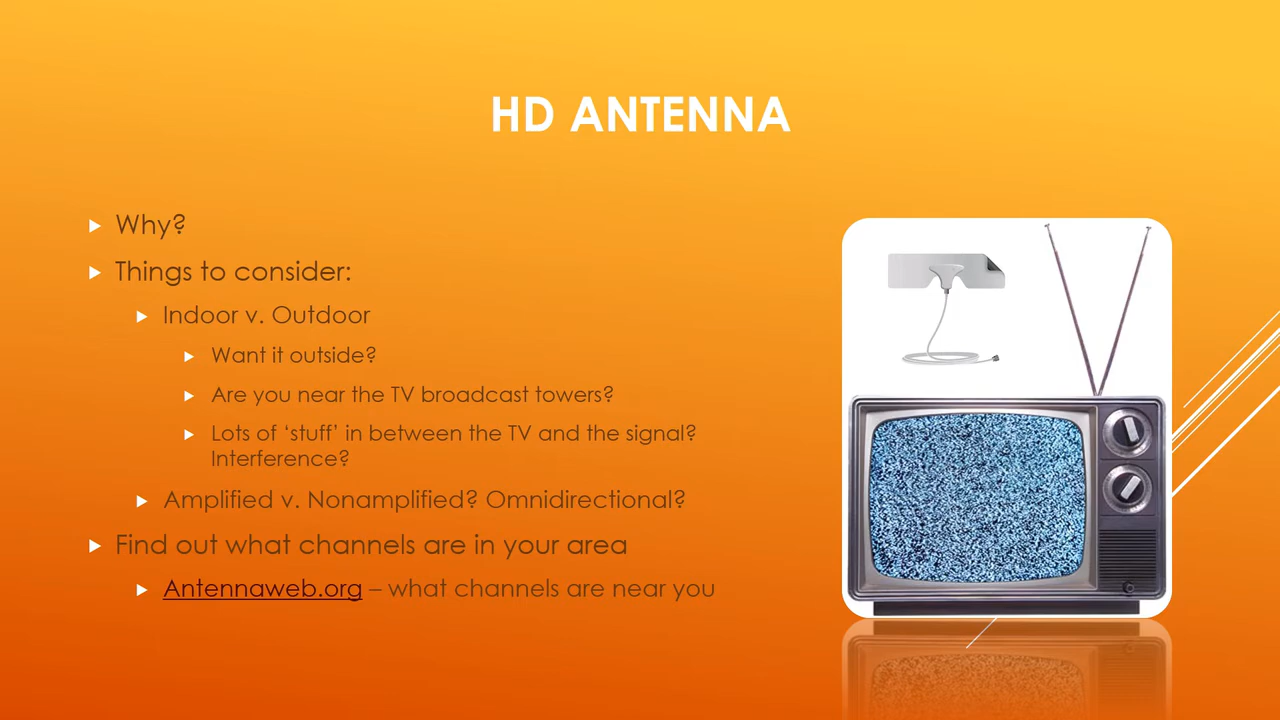 HD ANTENNA
Why?
Things to consider:
Indoor v. Outdoor
Want it outside?
Are you near the TV broadcast towers?
Lots of ‘stuff’ in between the TV and the signal?
Interference?
Amplified v. Nonamplified? Omnidirectional?
Find out what channels are in your area
Antennaweb.org – what channels are near you